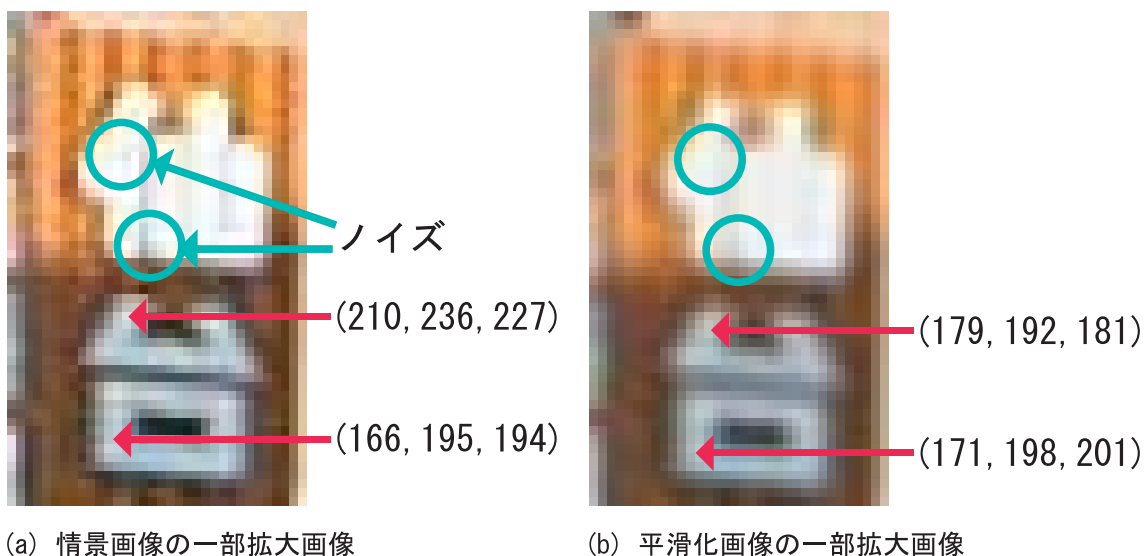 ノイズ
(210, 236, 227)
(179, 192, 181)
(166, 195, 194)
(171, 198, 201)
(a) 情景画像の一部拡大画像
(b) 平滑化画像の一部拡大画像